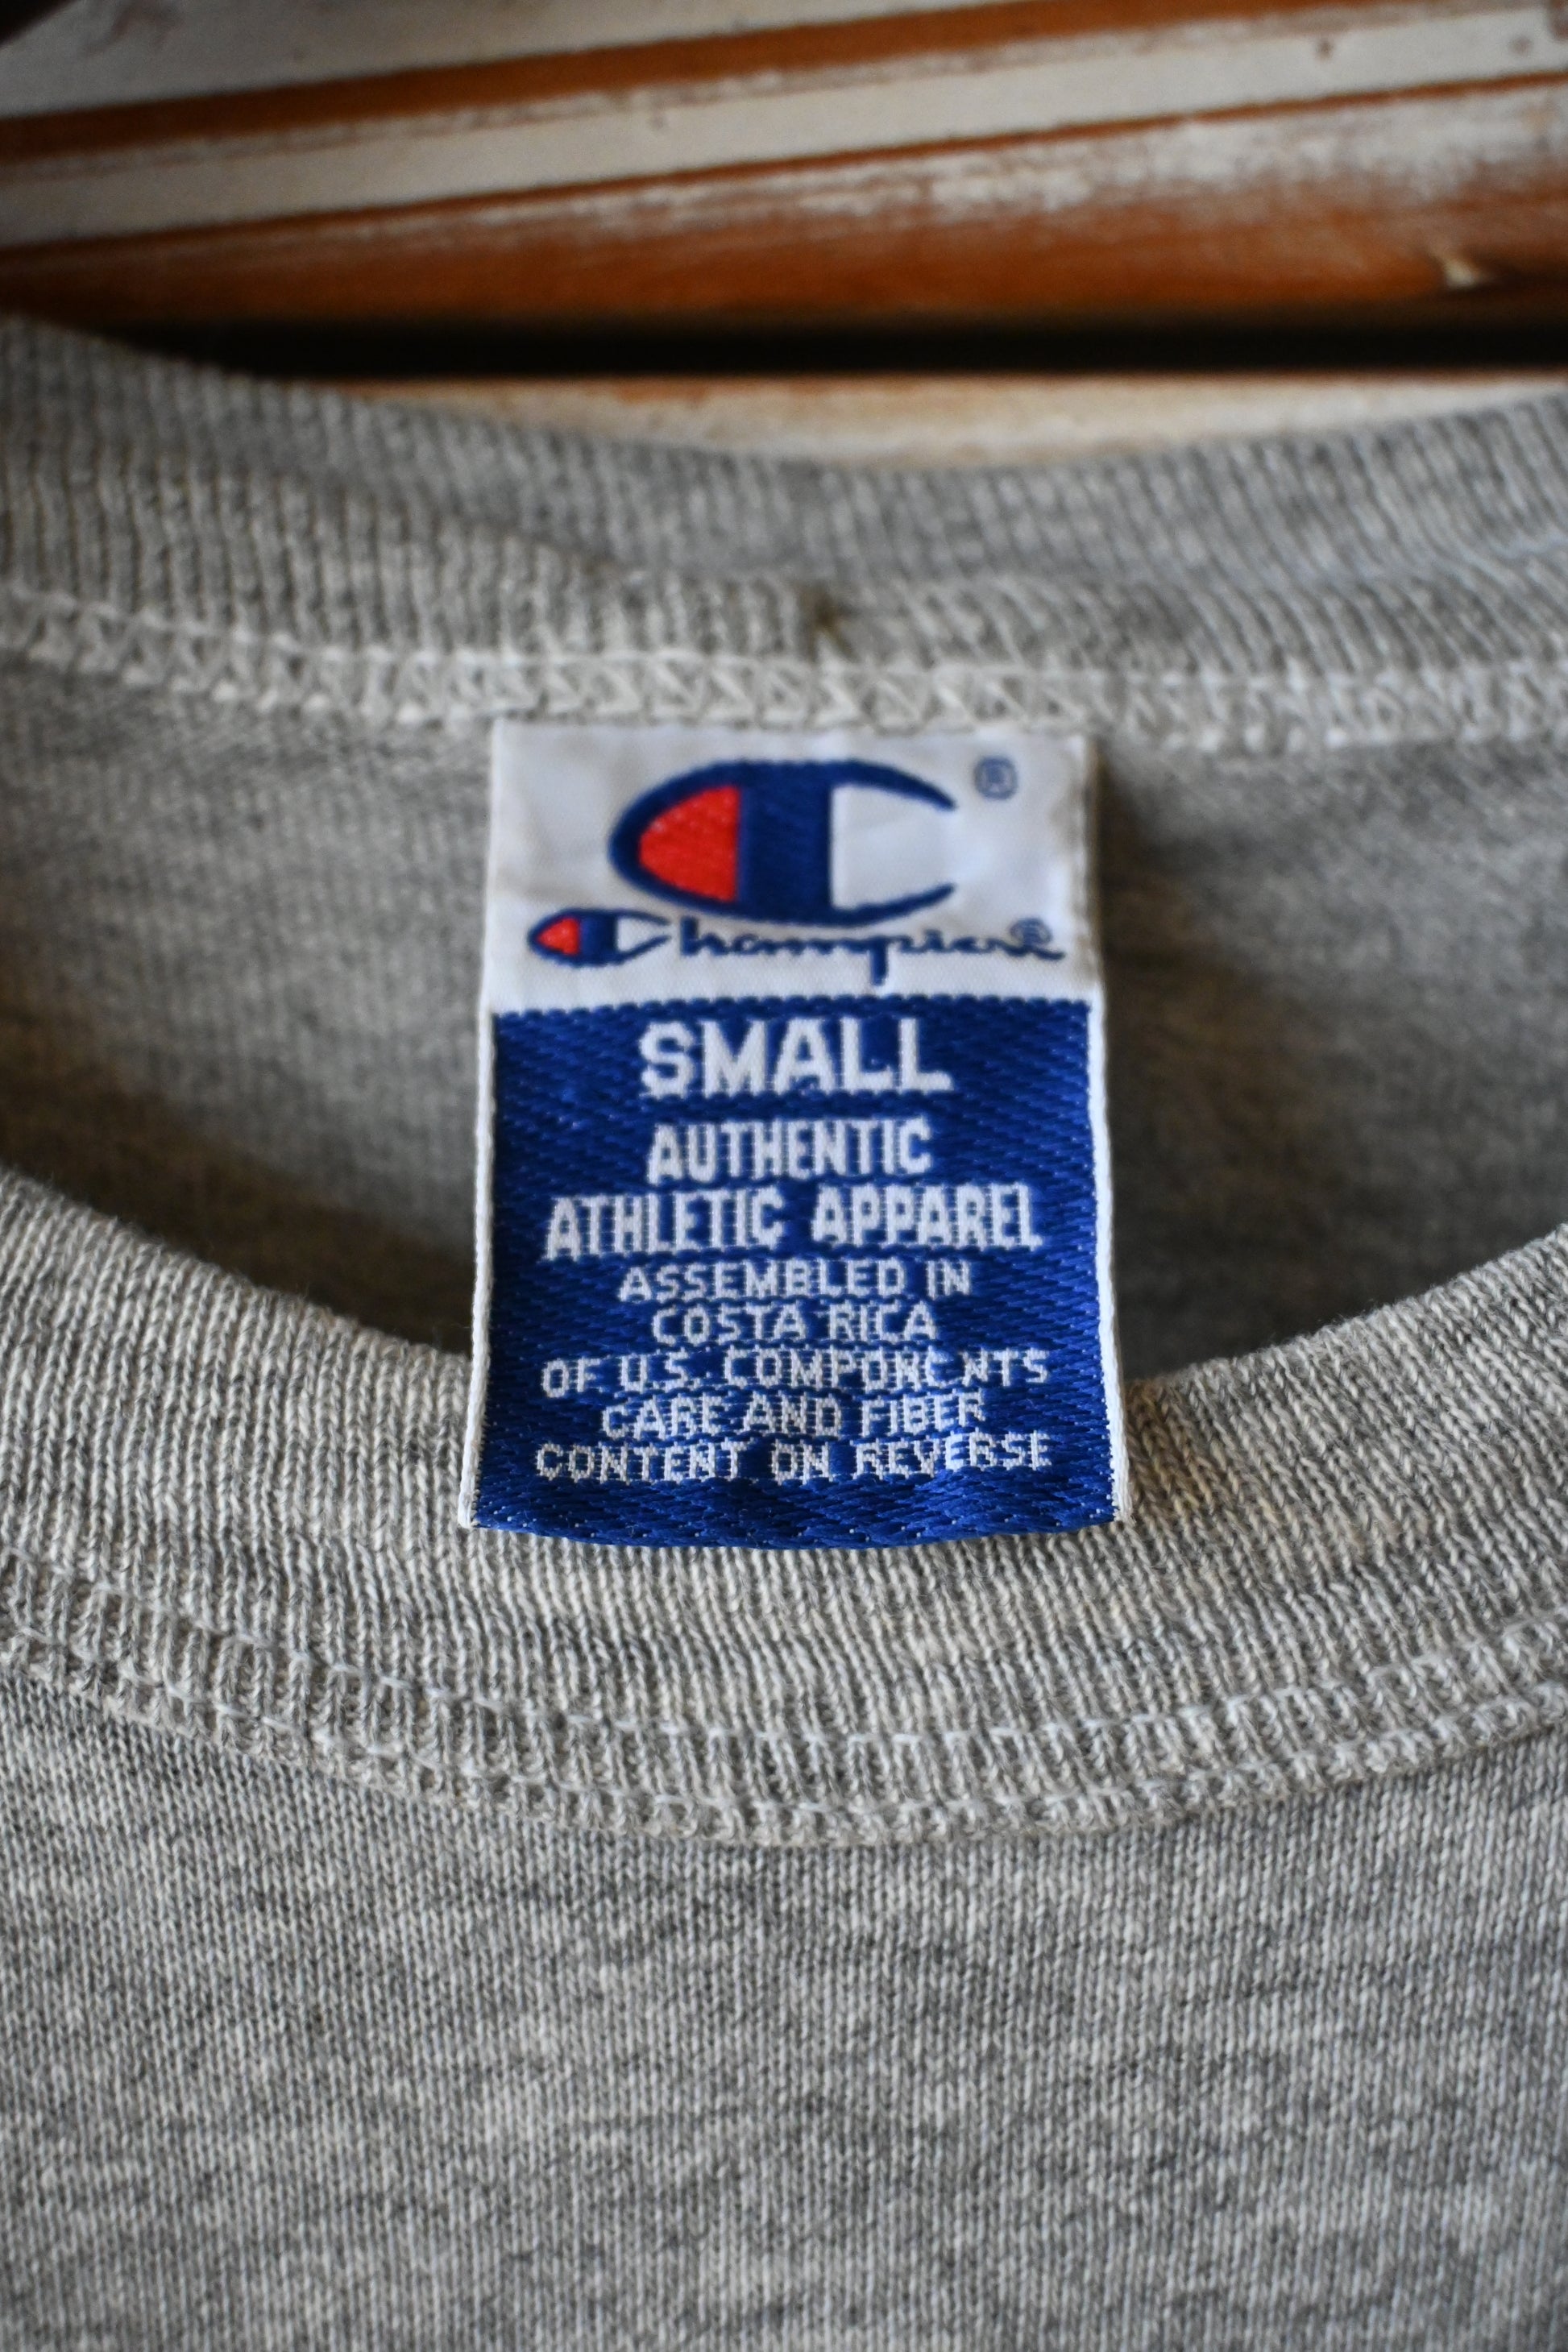 ®
Champion®
SMALL
AUTHENTIC
ATHLETIC APPAREL
ASSEMBLED IN
COSTA RICA
OF U.S. COMPONENTS
CARE AND FIBER
CONTENT ON REVERSE